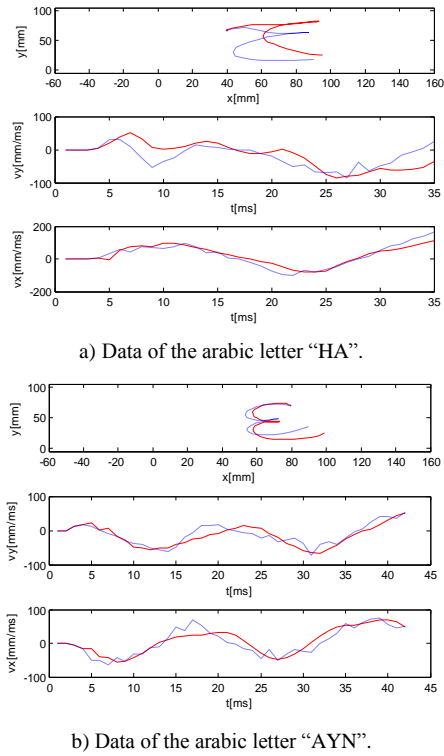 100
50
0
y[mm]
-60 -40 -20 0 20 40 60 80 100 120 140 160
x[mm]
100
0
-100
vy[mm/ms]
0 5 10 15 20 25 30 35
t[ms]
200
0
-200
vx[mm/ms]
0 5 10 15 20 25 30 35
t[ms]
a) Data of the arabic letter “HA”.
100
50
0
y[mm]
-60 -40 -20 0 20 40 60 80 100 120 140 160
x[mm]
100
0
-100
vy[mm/ms]
0 5 10 15 20 25 30 35 40 45
t[ms]
100
0
-100
vx[mm/ms]
0 5 10 15 20 25 30 35 40 45
t[ms]
b) Data of the arabic letter “AYN”.